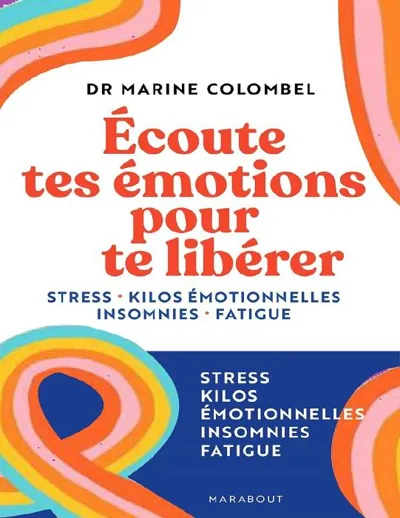 DR MARINE COLOMBEL
Écoute
tes émotions
pour
te libérer
STRESS • KILOS ÉMOTIONNELLES
INSOMNIES • FATIGUE
STRESS
KILOS
ÉMOTIONNELLES
INSOMNIES
FATIGUE
MARABOUT